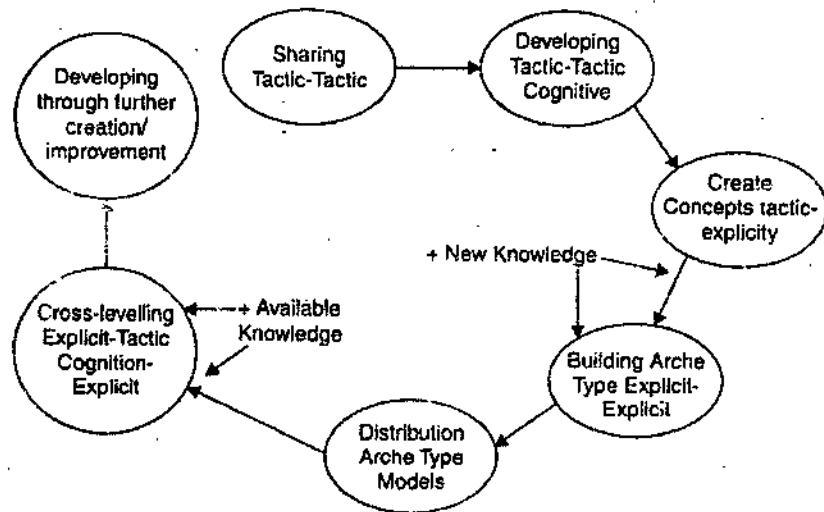 Sharing
Tactic-Tactic
Developing
Tactic-Tactic
Cognitive
Create
Concepts tactic-
explicity
+ New Knowledge
Building Arche
Type Explicit-
Explicit
Distribution
Arche Type
Models
+ Available
Knowledge
Cross-levelling
Explicit-Tactic
Cognition-
Explicit
Developing
through further
creation/
improvement